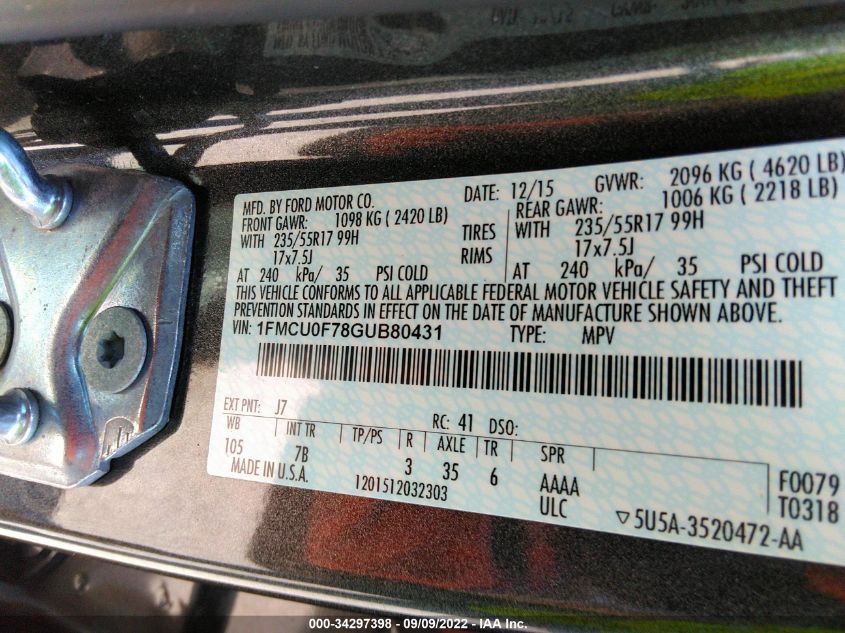 MFD. BY FORD MOTOR CO.
DATE: 12/15
GVWR: 2096 KG ( 4620 LB)
FRONT GAWR: 1098 KG ( 2420 LB)
REAR GAWR: 1006 KG ( 2218 LB)
WITH 235/55R17 99H
TIRES
WITH 235/55R17 99H
17x7.5J
RIMS
17x7.5J
AT 240 kPa/ 35 PSI COLD
AT 240 kPa/ 35 PSI COLD
THIS VEHICLE CONFORMS TO ALL APPLICABLE FEDERAL MOTOR VEHICLE SAFETY AND THEFT
PREVENTION STANDARDS IN EFFECT ON THE DATE OF MANUFACTURE SHOWN ABOVE.
VIN: 1FMCU0F78GUB80431
TYPE: MPV
EXT PNT: J7
RC: 41 DSO:
WB INT TR TP/PS R AXLE TR SPR
105 7B 3 35 6 AAAA
F0079
MADE IN U.S.A. 1201512032303
ULC
T0318
▽5U5A-3520472-AA
000-34297398 - 09/09/2022 - IAA Inc.